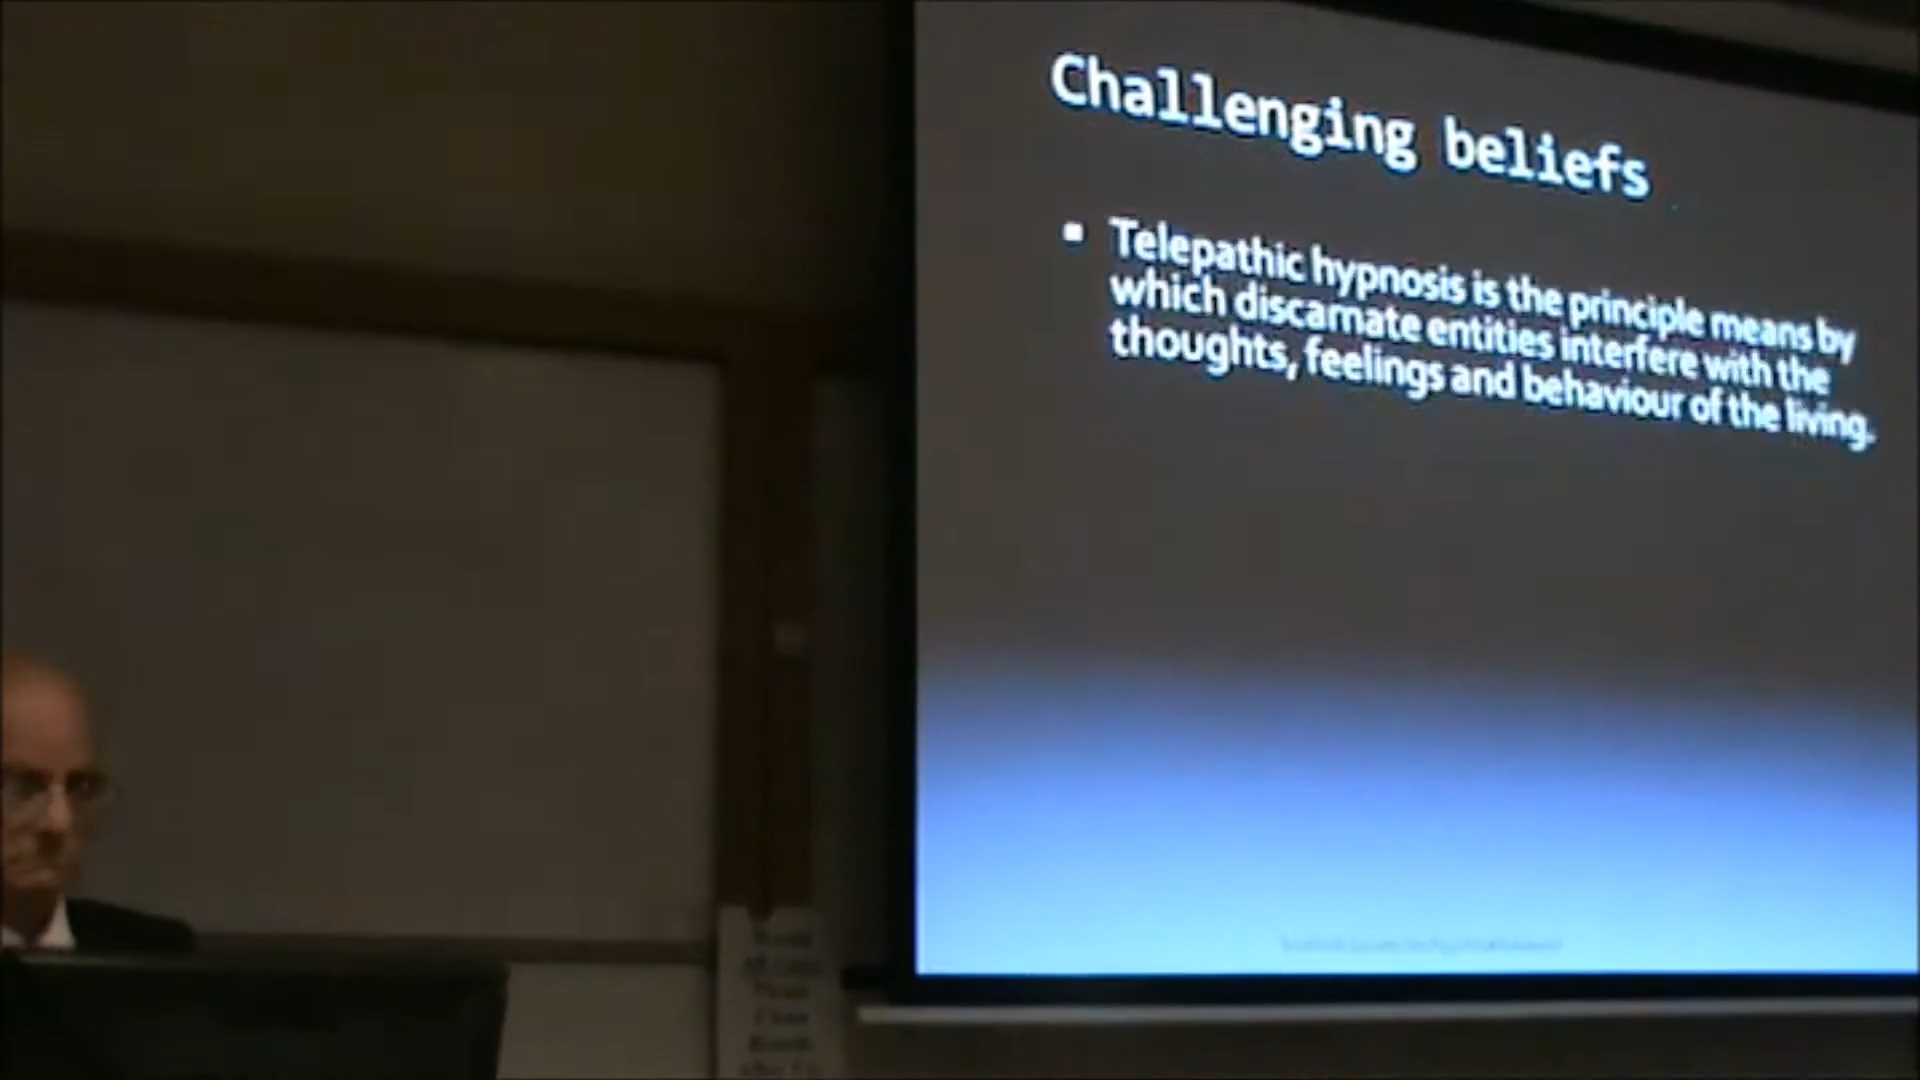 Challenging beliefs
▪ Telepathic hypnosis is the principle means by
which discarnate entities interfere with the
thoughts, feelings and behaviour of the living.